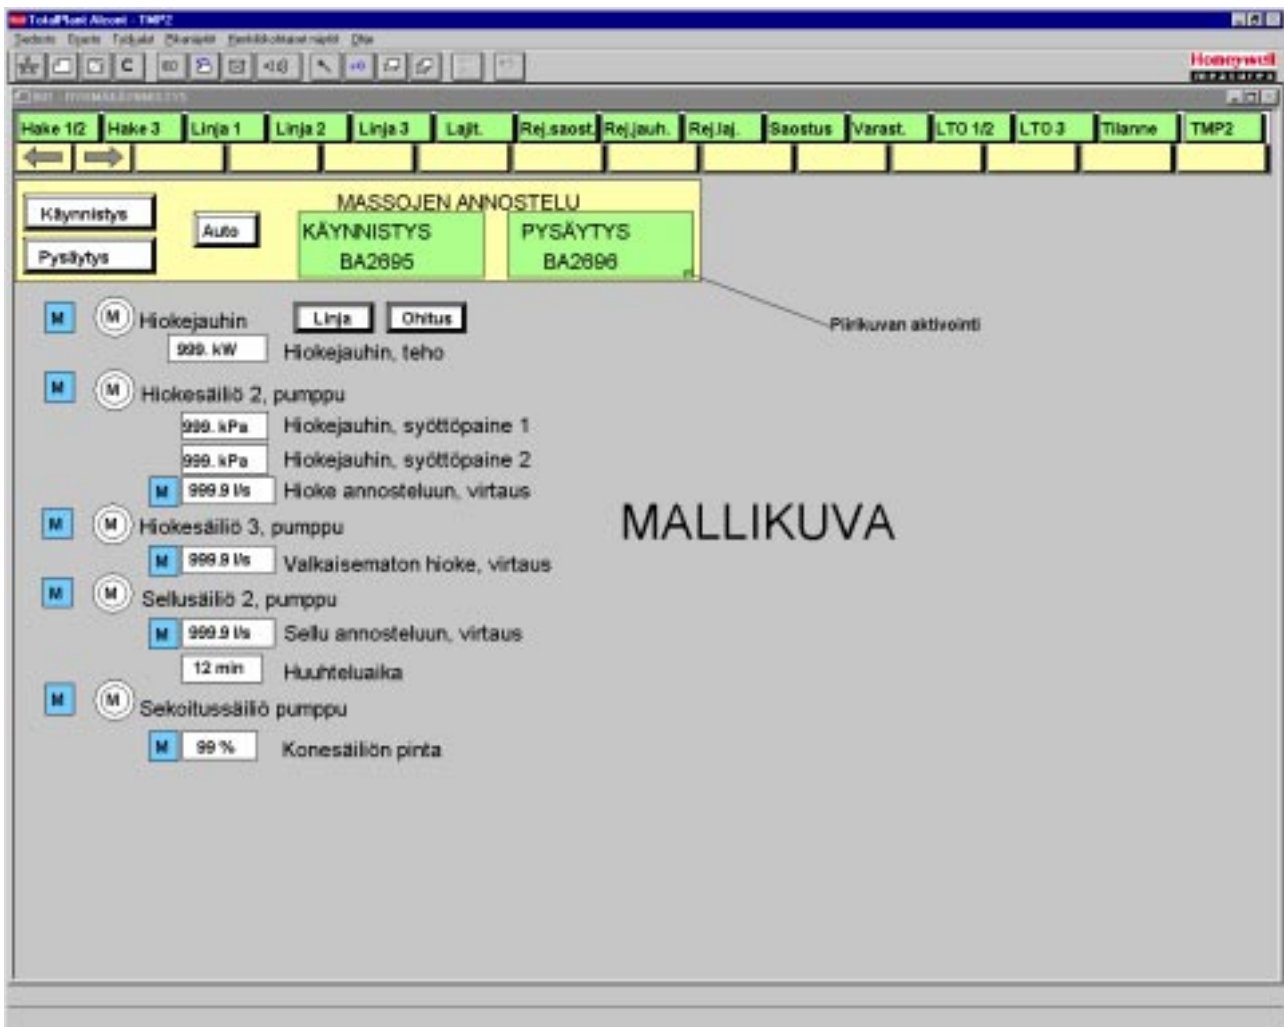 TotalPlant Alcont - TMP2
Ohje
C
Honeywell
Hake 1/2 Hake 3 Linja 1 Linja 2 Linja 3 Lajit. Rej.saost. Rej.jauh. Rej.laj. Saostus Varast. LTO 1/2 LTO 3 Tilanne TMP2
MASSOJEN ANNOSTELU
Käynnistys Auto KÄYNNISTYS PYSÄYTYS
Pysäytys BA2695 BA2696
Piirikuvan aktivointi
M M Hiokejauhin Linja Ohitus
999. kW Hiokejauhin, teho
M M Hiokesäiliö 2, pumppu
999. kPa Hiokejauhin, syöttöpaine 1
999. kPa Hiokejauhin, syöttöpaine 2
M 999.9 l/s Hioke annosteluun, virtaus
MALLIKUVA
M M Hiokesäiliö 3, pumppu
M 999.9 l/s Valkaisematon hioke, virtaus
M M Sellusäiliö 2, pumppu
M 999.9 l/s Sellu annosteluun, virtaus
12 min Huuhteluaika
M M Sekoitussäiliö pumppu
M 99 % Konesäiliön pinta